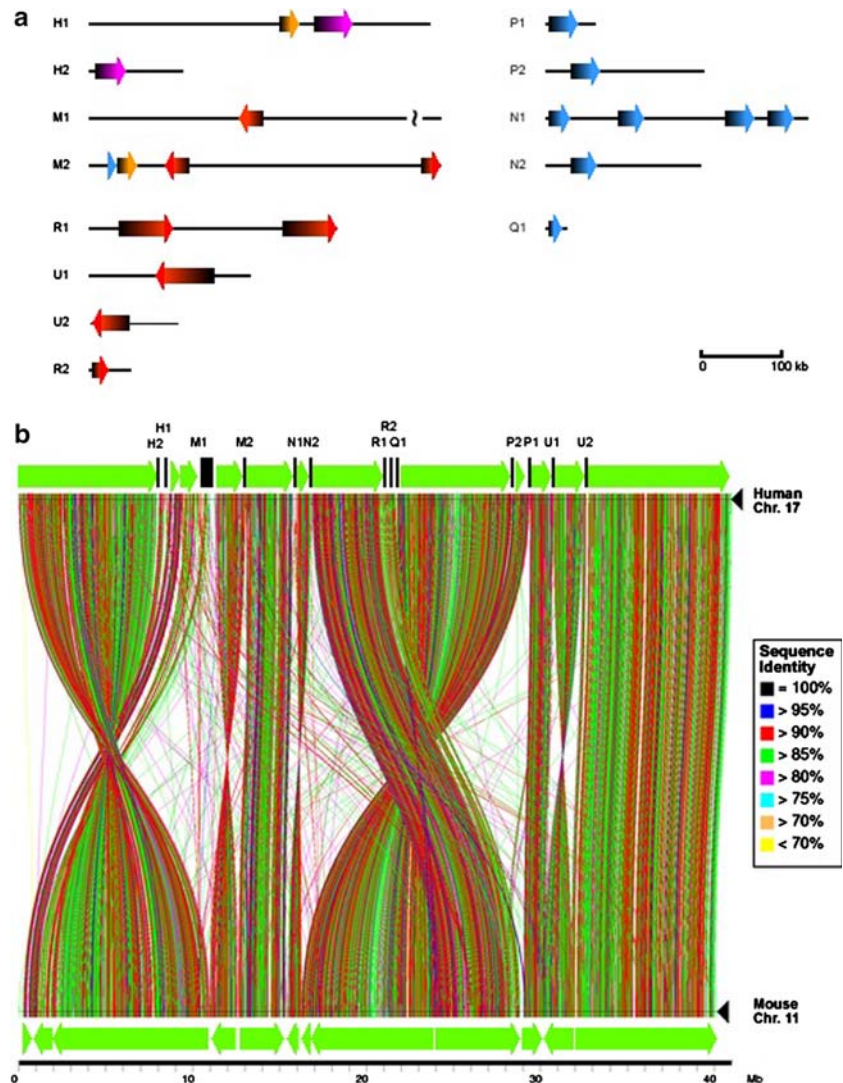 a
H1
H2
M1
M2
R1
U1
U2
R2
P1
P2
N1
N2
Q1
0 100 kb
b
H2 H1 M1 M2 N1 N2 R1 R2 Q1 P2 P1 U1 U2
Human
Chr. 17
Sequence
Identity
= 100%
> 95%
> 90%
> 85%
> 80%
> 75%
> 70%
< 70%
Mouse
Chr. 11
0 10 20 30 Mb